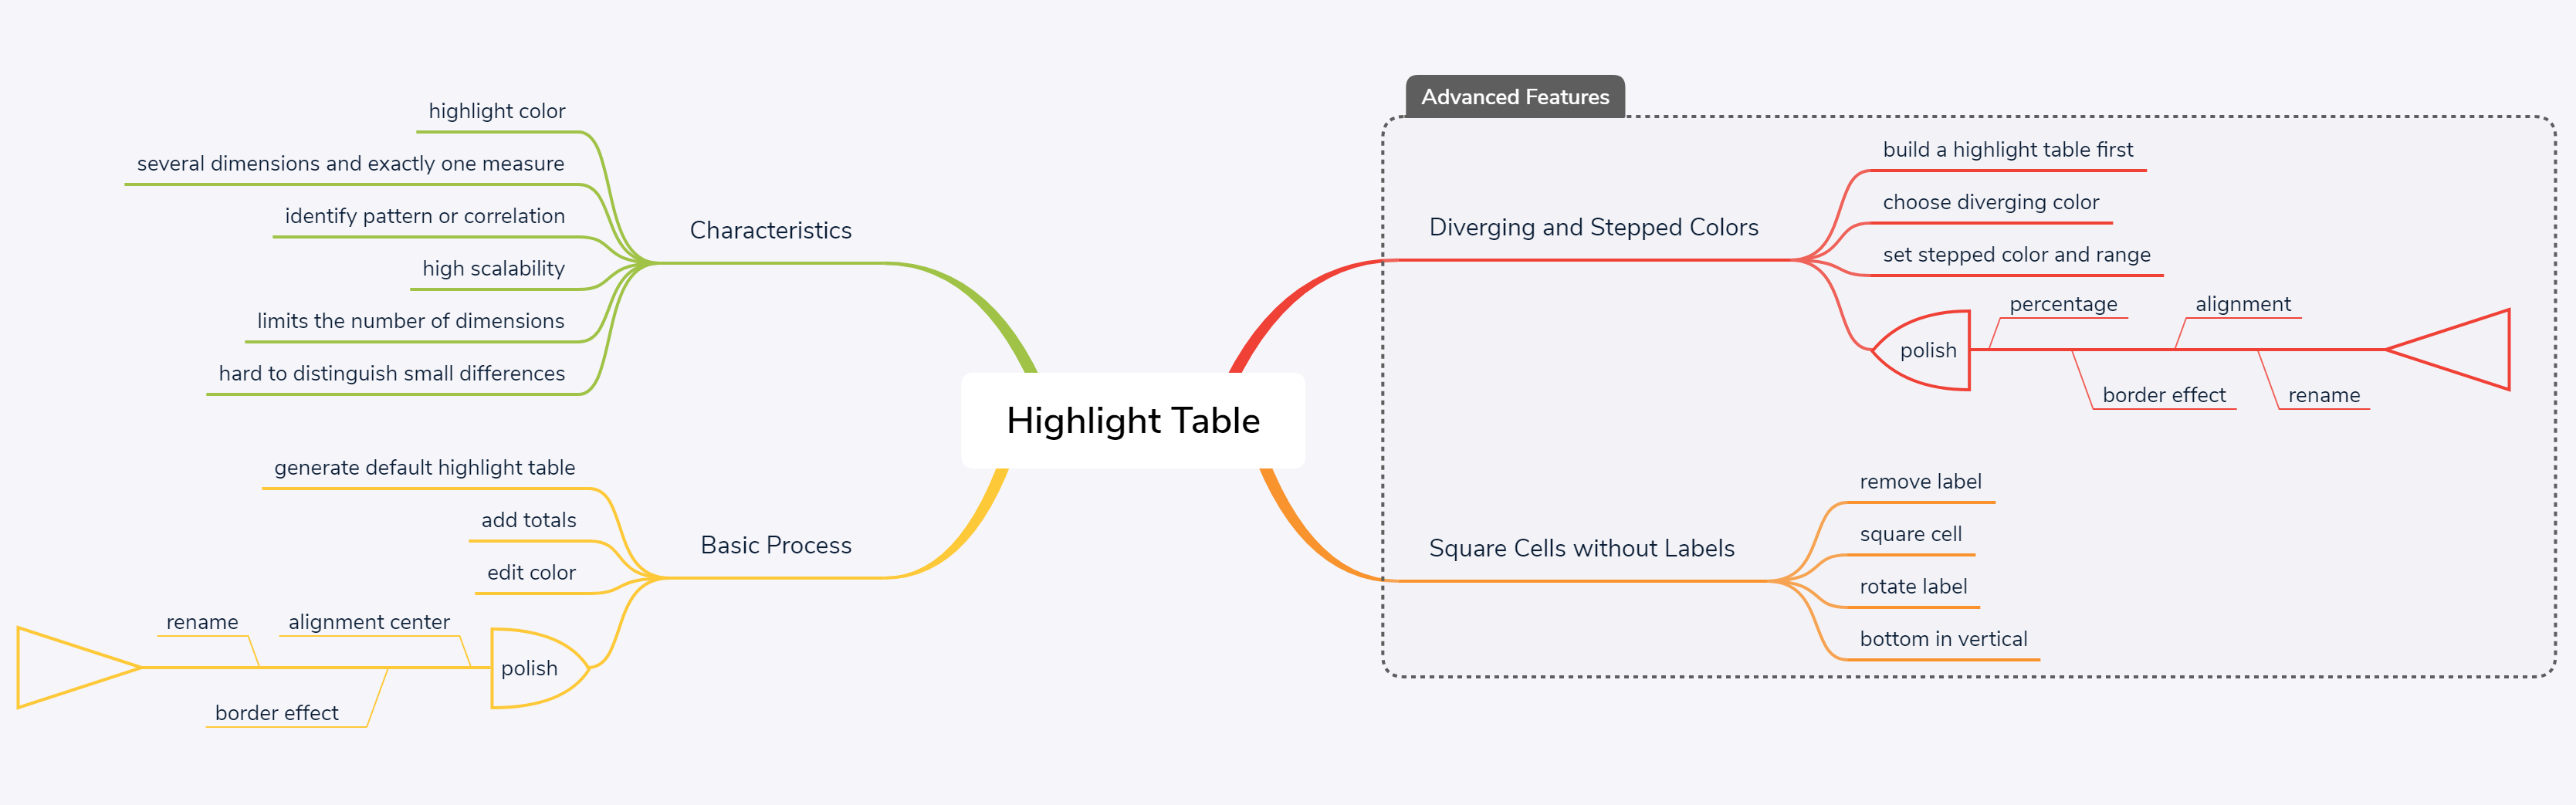 Highlight Table
Characteristics
highlight color
several dimensions and exactly one measure
identify pattern or correlation
high scalability
limits the number of dimensions
hard to distinguish small differences
Basic Process
generate default highlight table
add totals
edit color
polish
alignment center
border effect
rename
Advanced Features
Diverging and Stepped Colors
build a highlight table first
choose diverging color
set stepped color and range
polish
percentage
border effect
alignment
rename
Square Cells without Labels
remove label
square cell
rotate label
bottom in vertical